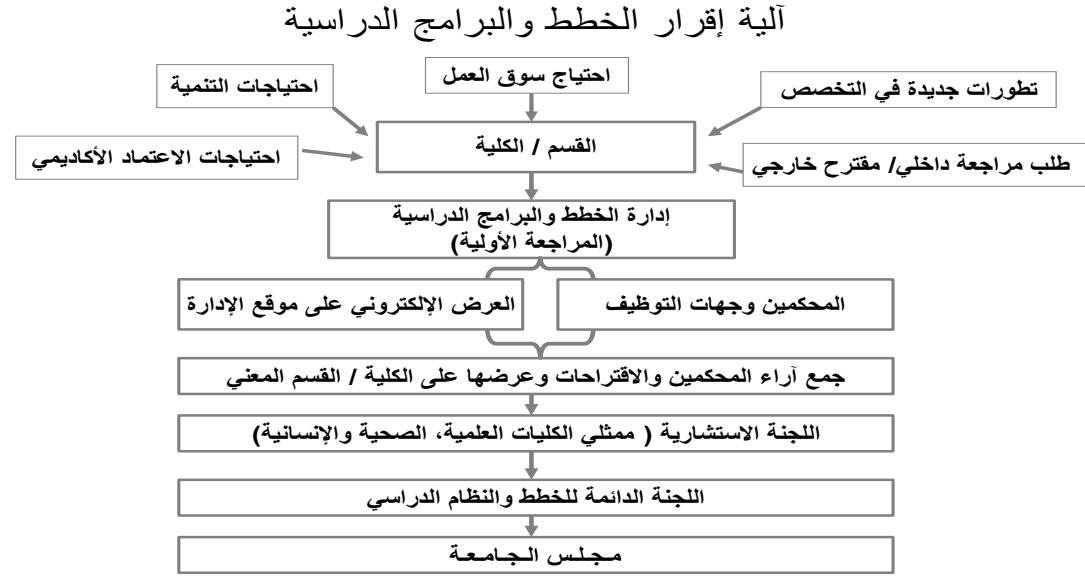 آلية إقرار الخطط والبرامج الدراسية
احتياج سوق العمل
تطورات جديدة في التخصص
احتياجات التنمية
القسم / الكلية
طلب مراجعة داخلي/ مقترح خارجي
احتياجات الاعتماد الأكاديمي
إدارة الخطط والبرامج الدراسية
(المراجعة الأولية)
المحكمين وجهات التوظيف
العرض الإلكتروني على موقع الإدارة
جمع آراء المحكمين والاقتراحات وعرضها على الكلية / القسم المعني
اللجنة الاستشارية ( ممثلي الكليات العلمية، الصحية والإنسانية)
اللجنة الدائمة للخطط والنظام الدراسي
مـجـلـس الـجـامـعـة